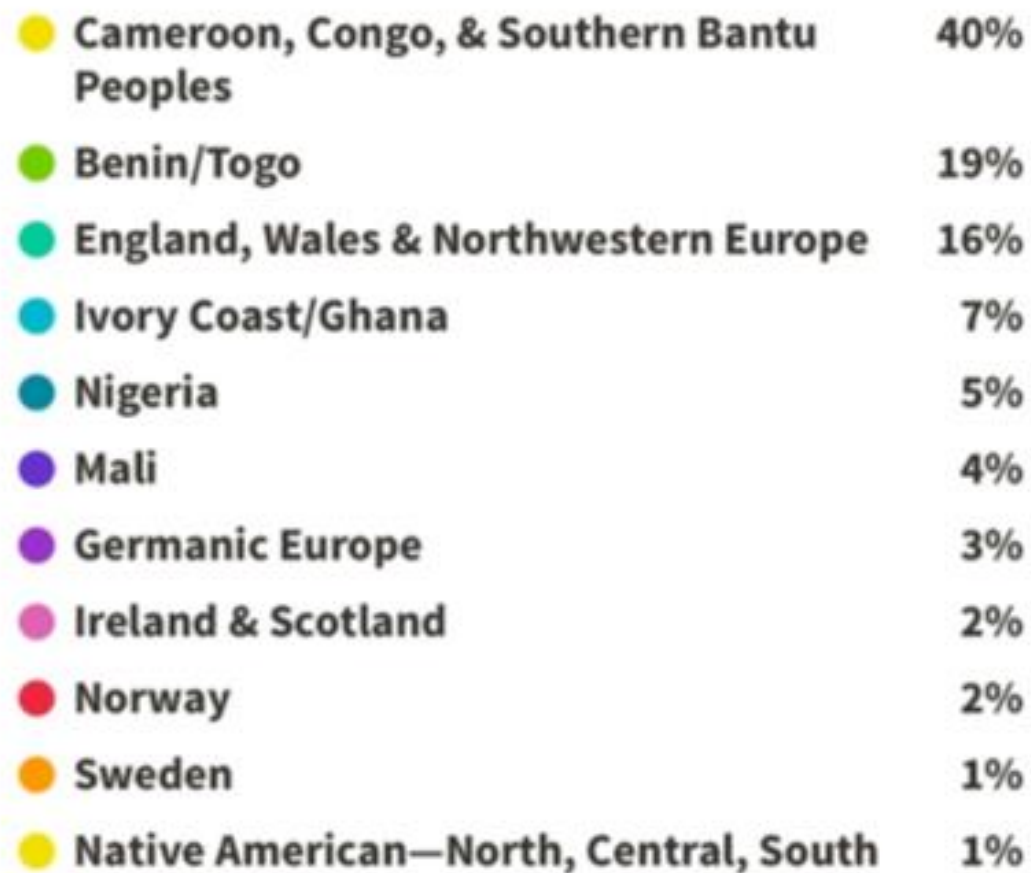 Cameroon, Congo, & Southern Bantu 40%
Peoples
Benin/Togo 19%
England, Wales & Northwestern Europe 16%
Ivory Coast/Ghana 7%
Nigeria 5%
Mali 4%
Germanic Europe 3%
Ireland & Scotland 2%
Norway 2%
Sweden 1%
Native American—North, Central, South 1%